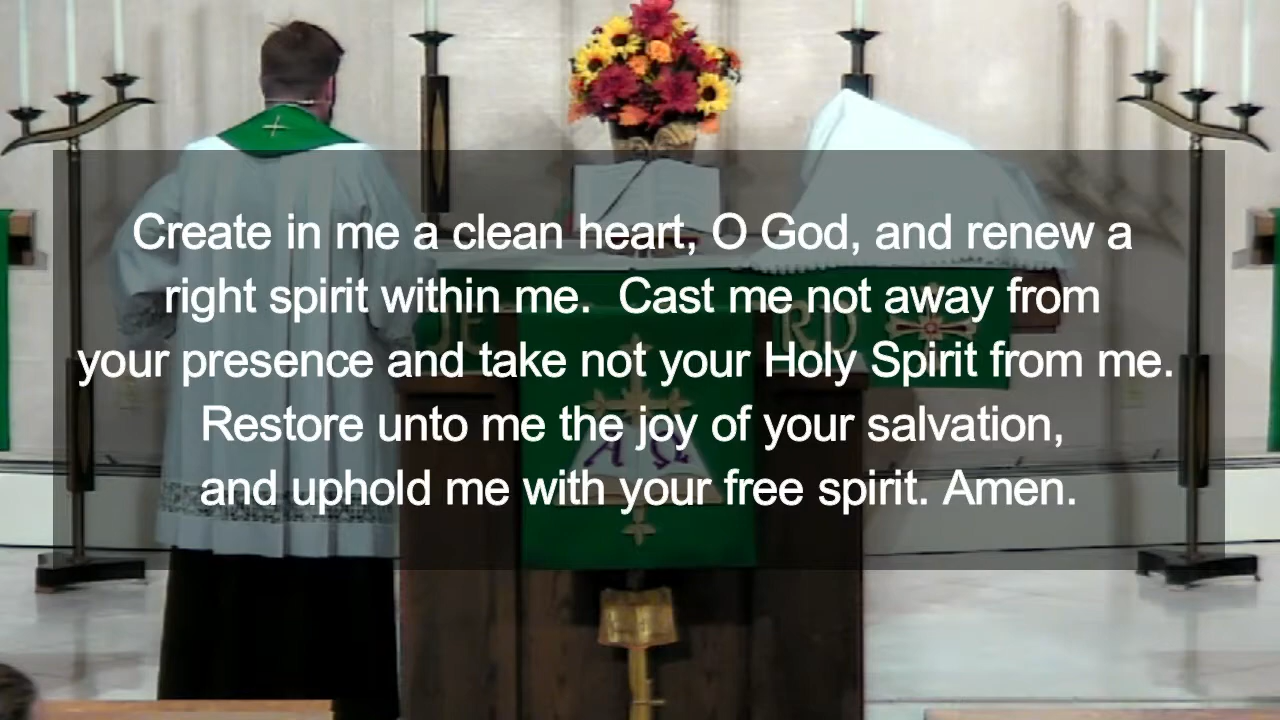 Create in me a clean heart, O God, and renew a
right spirit within me.  Cast me not away from
your presence and take not your Holy Spirit from me.
Restore unto me the joy of your salvation,
and uphold me with your free spirit. Amen.
RD
Α Ω